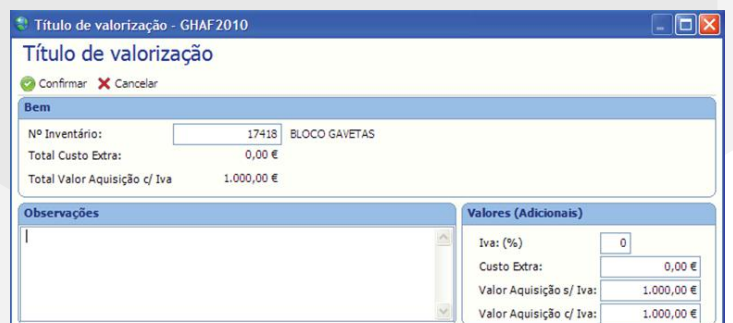 Título de valorização - GHAF2010
Título de valorização
Confirmar Cancelar
Bem
Nº Inventário: 17418 BLOCO GAVETAS
Total Custo Extra: 0,00 €
Total Valor Aquisição c/ Iva 1.000,00 €
Observações
Valores (Adicionais)
Iva: (%) 0
Custo Extra: 0,00 €
Valor Aquisição s/ Iva: 1.000,00 €
Valor Aquisição c/ Iva: 1.000,00 €